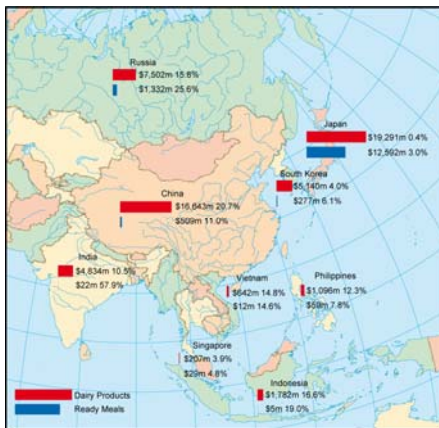 Russia
$7,502m 15.8%
$1,332m 25.6%
Japan
$19,291m 0.4%
$12,592m 3.0%
South Korea
$5,140m 4.0%
$277m 6.1%
China
$16,643m 20.7%
$509m 11.0%
India
$4,834m 10.5%
$22m 57.9%
Vietnam
$642m 14.8%
$12m 14.6%
Philippines
$1,096m 12.3%
$59m 7.8%
Singapore
$207m 3.9%
$29m 4.8%
Indonesia
$1,782m 16.6%
$5m 19.0%
Dairy Products
Ready Meals